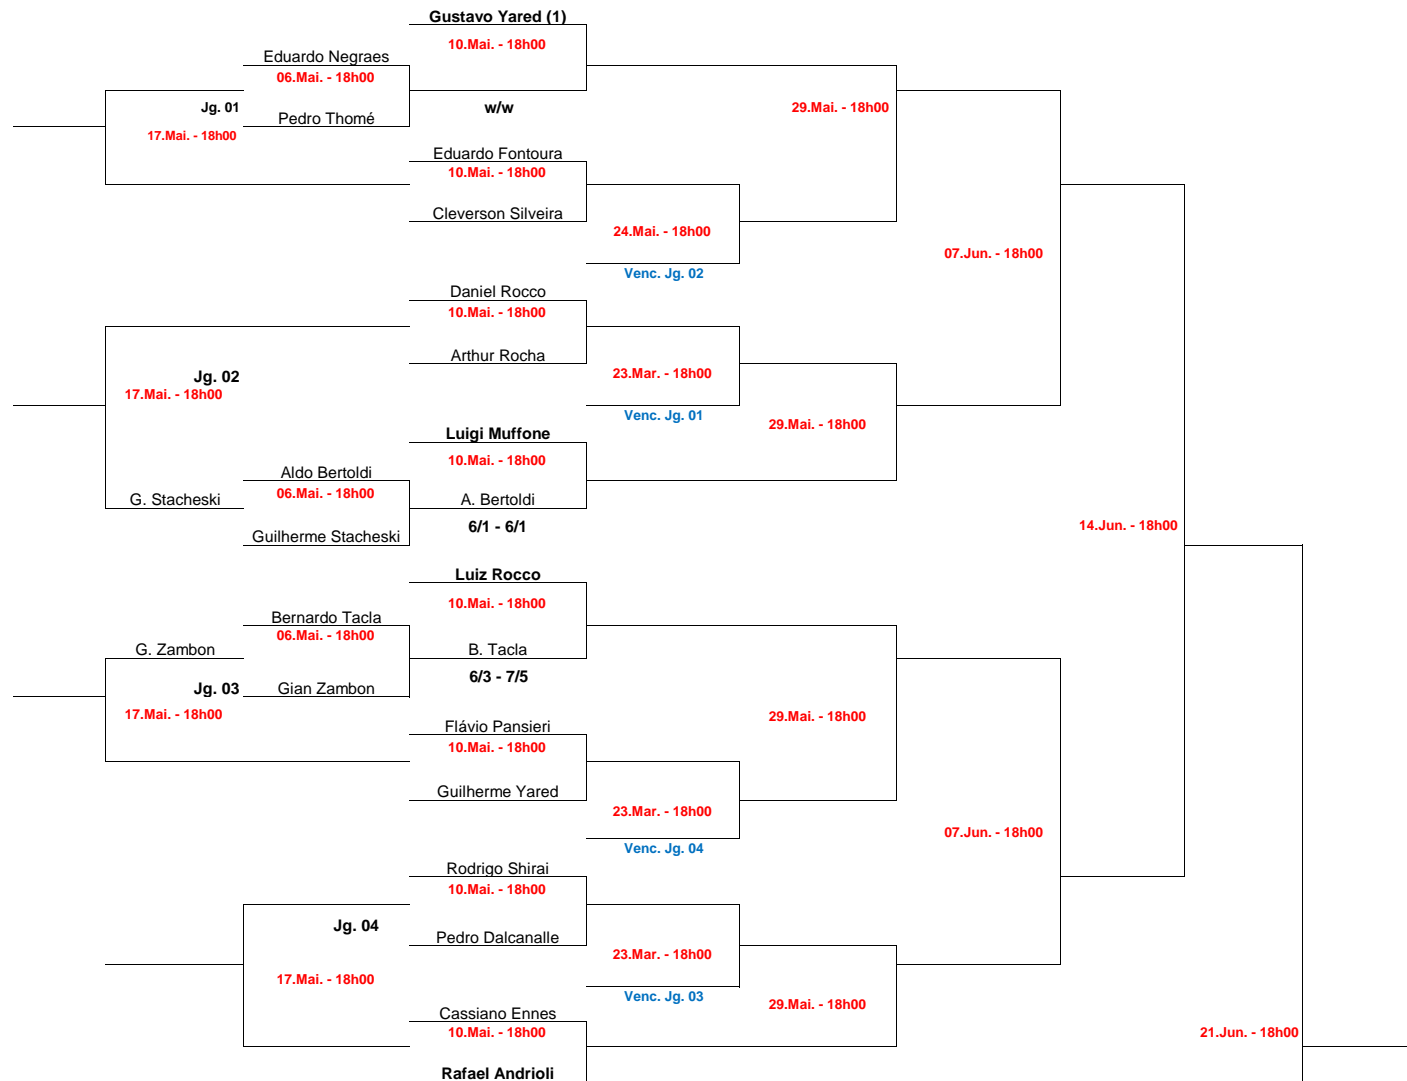 Gustavo Yared (1)
10.Mai. - 18h00
Eduardo Negraes
06.Mai. - 18h00
Jg. 01
w/w
29.Mai. - 18h00
Pedro Thomé
17.Mai. - 18h00
Eduardo Fontoura
10.Mai. - 18h00
Cleverson Silveira
24.Mai. - 18h00
07.Jun. - 18h00
Venc. Jg. 02
Daniel Rocco
10.Mai. - 18h00
Arthur Rocha
Jg. 02
23.Mar. - 18h00
17.Mai. - 18h00
Venc. Jg. 01
29.Mai. - 18h00
Luigi Muffone
10.Mai. - 18h00
Aldo Bertoldi
06.Mai. - 18h00
G. Stacheski
A. Bertoldi
6/1 - 6/1
14.Jun. - 18h00
Guilherme Stacheski
Luiz Rocco
10.Mai. - 18h00
Bernardo Tacla
06.Mai. - 18h00
G. Zambon
B. Tacla
6/3 - 7/5
Jg. 03
Gian Zambon
17.Mai. - 18h00
29.Mai. - 18h00
Flávio Pansieri
10.Mai. - 18h00
Guilherme Yared
23.Mar. - 18h00
07.Jun. - 18h00
Venc. Jg. 04
Rodrigo Shirai
10.Mai. - 18h00
Jg. 04
Pedro Dalcanalle
23.Mar. - 18h00
17.Mai. - 18h00
Venc. Jg. 03
29.Mai. - 18h00
Cassiano Ennes
10.Mai. - 18h00
21.Jun. - 18h00
Rafael Andrioli